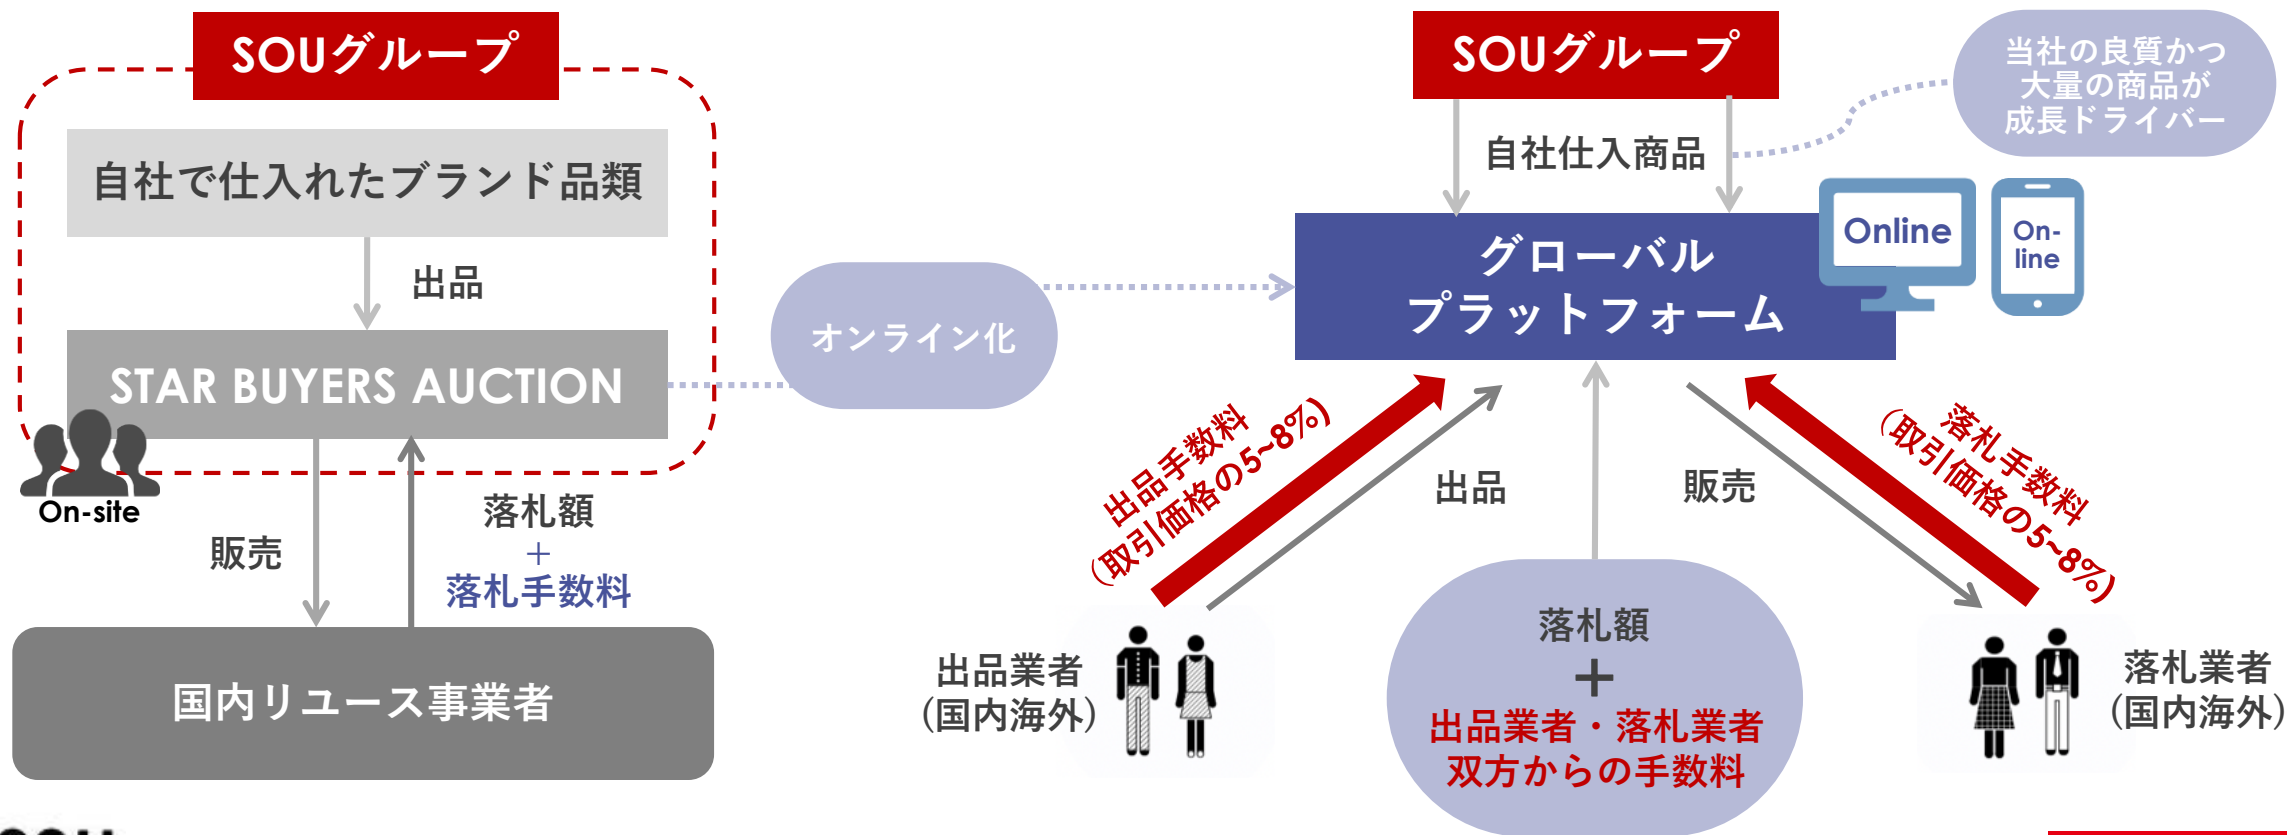 SOUグループ
自社で仕入れたブランド品類
出品
STAR BUYERS AUCTION
On-site
販売
落札額
＋
落札手数料
国内リユース事業者
オンライン化
SOUグループ
自社仕入商品
当社の良質かつ
大量の商品が
成長ドライバー
グローバル
プラットフォーム
Online
On-
line
出品手数料
(取引価格の5~8%)
出品
販売
落札手数料
(取引価格の5~8%)
出品業者
(国内海外)
落札額
＋
出品業者・落札業者
双方からの手数料
落札業者
(国内海外)